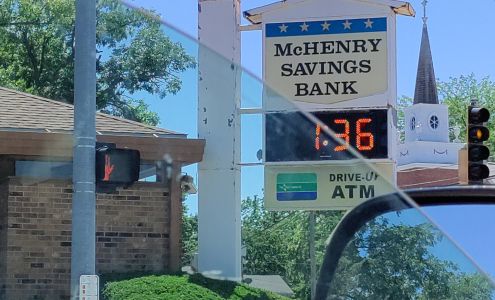 McHENRY
SAVINGS
BANK
1:36
DRIVE-UP
ATM